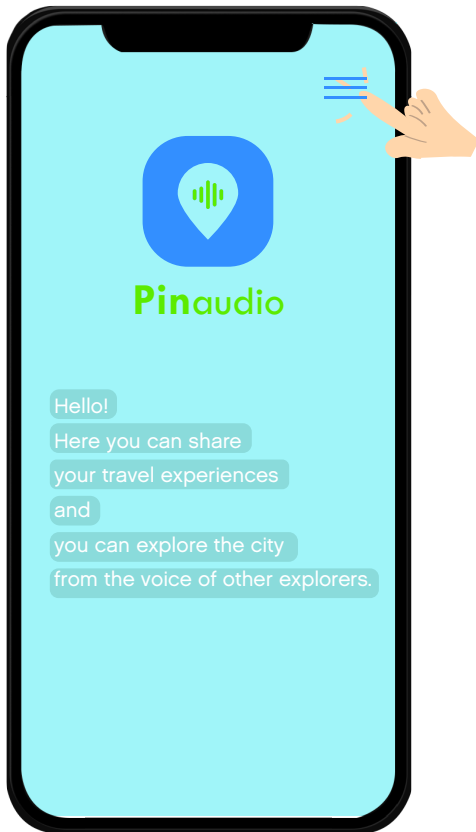 Pinaudio
Hello!
Here you can share
your travel experiences
and
you can explore the city
from the voice of other explorers.